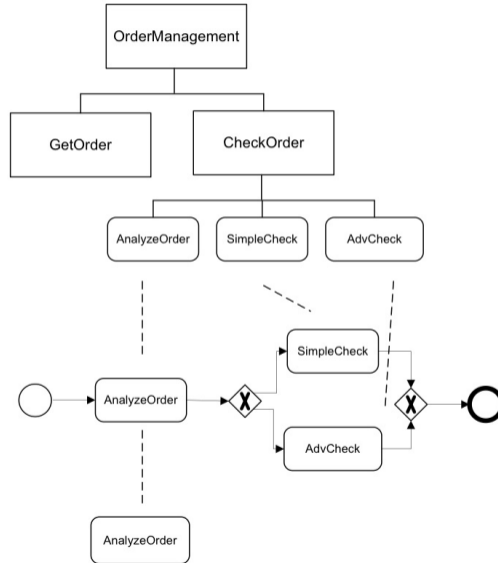 OrderManagement
GetOrder
CheckOrder
AnalyzeOrder
SimpleCheck
AdvCheck
SimpleCheck
AnalyzeOrder
X
X
AdvCheck
AnalyzeOrder